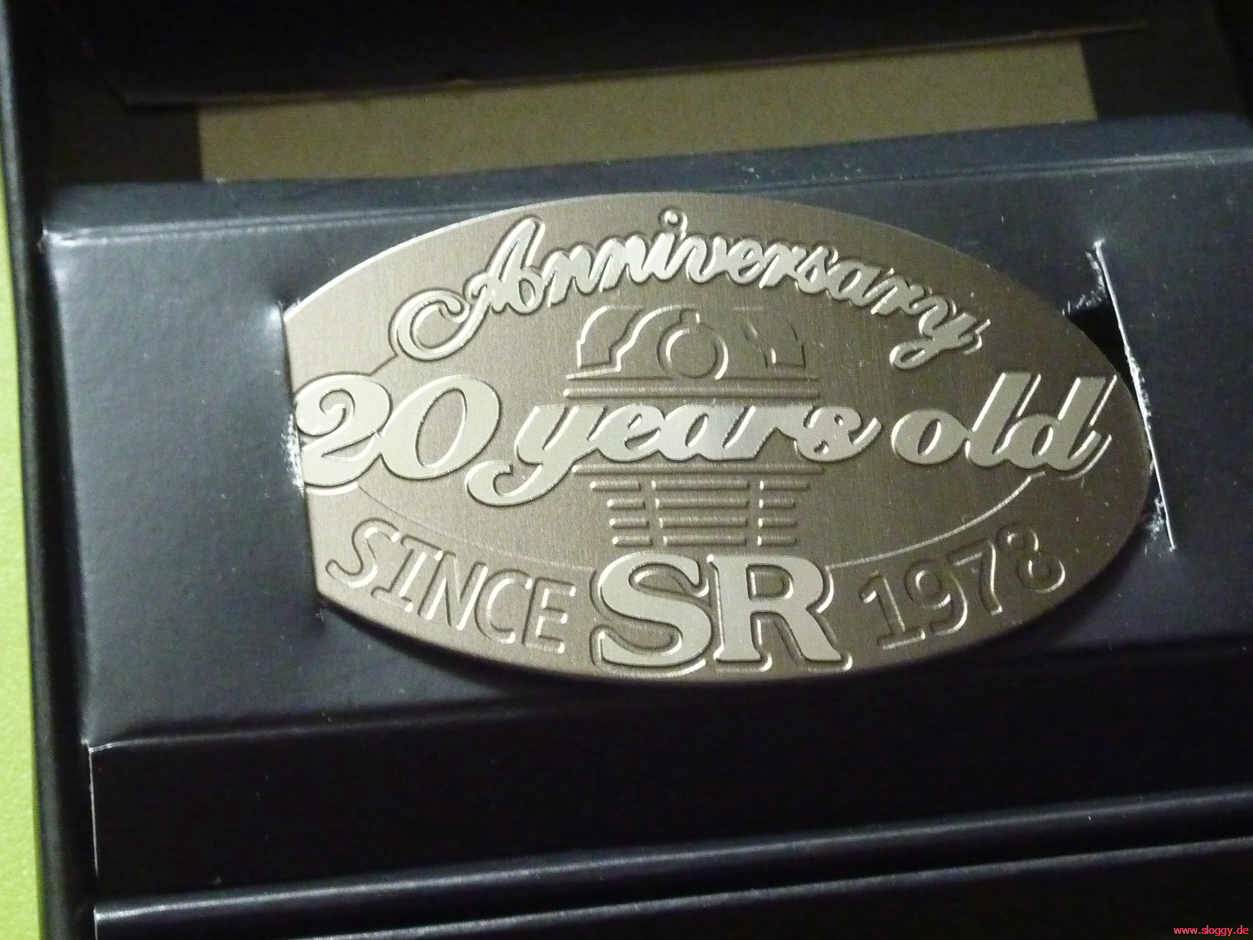 Anniversary
20 years old
SINCE SR 1978
www.sloggy.de